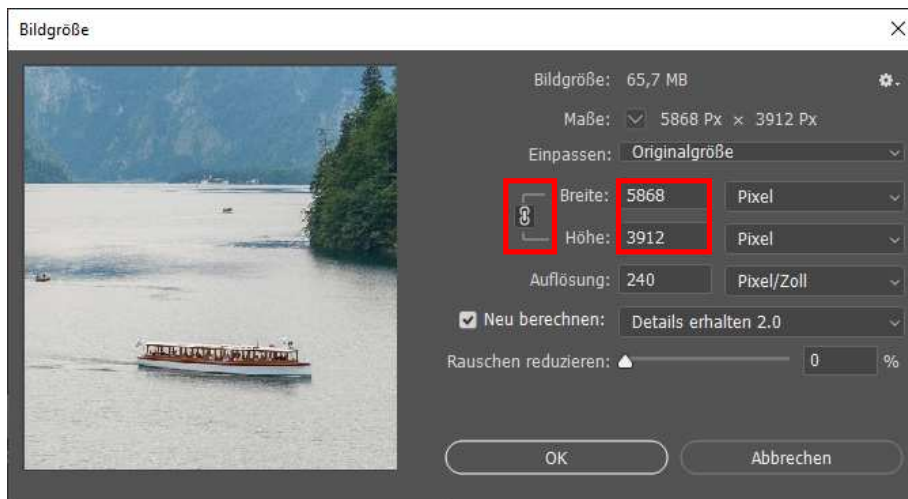 Bildgröße
Bildgröße: 65,7 MB
Maße: 5868 Px × 3912 Px
Einpassen: Originalgröße
Breite: 5868 Pixel
Höhe: 3912 Pixel
Auflösung: 240 Pixel/Zoll
Neu berechnen: Details erhalten 2.0
Rauschen reduzieren: 0 %
OK Abbrechen